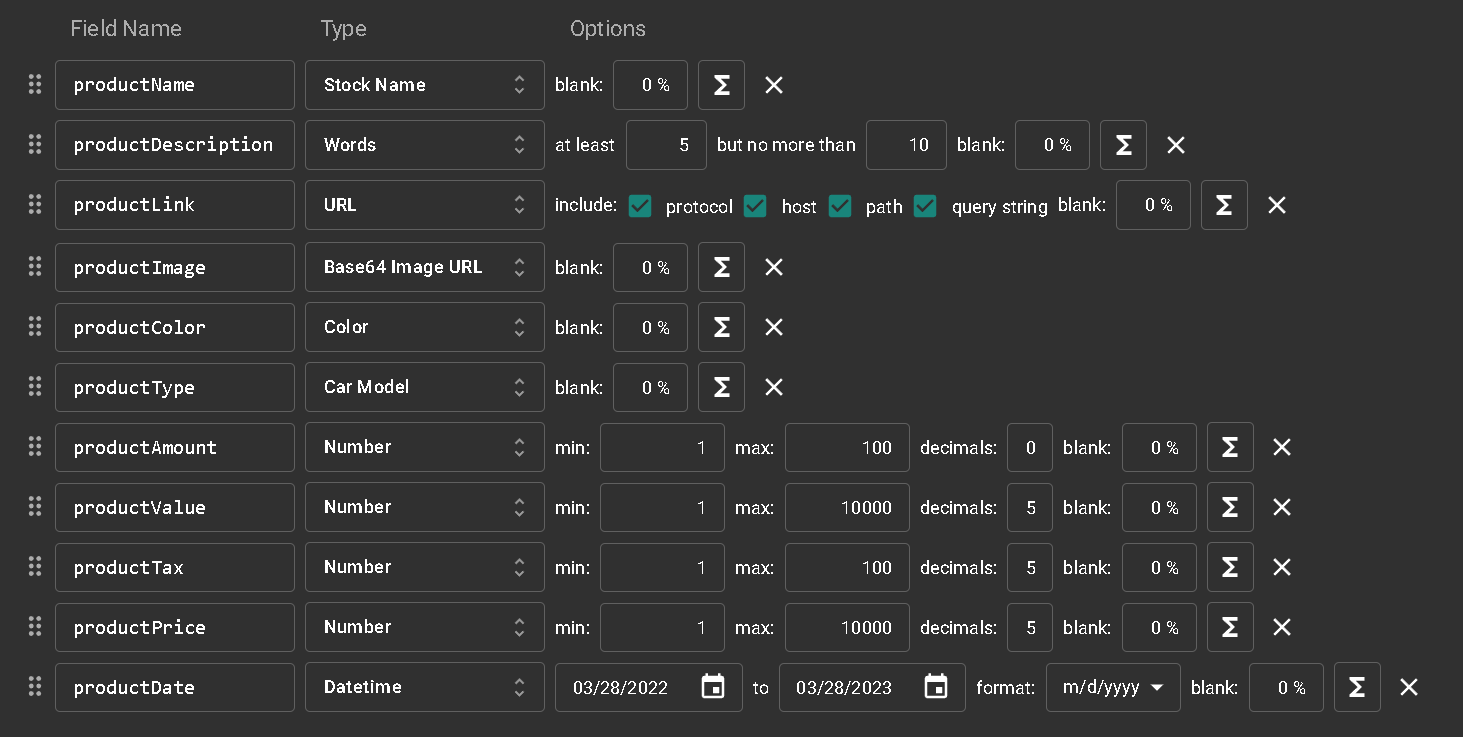 Field Name Type Options
productName Stock Name blank: 0 % Σ
productDescription Words at least 5 but no more than 10 blank: 0 % Σ
productLink URL include: protocol host path query string blank: 0 % Σ
productImage Base64 Image URL blank: 0 % Σ
productColor Color blank: 0 % Σ
productType Car Model blank: 0 % Σ
productAmount Number min: 1 max: 100 decimals: 0 blank: 0 % Σ
productValue Number min: 1 max: 10000 decimals: 5 blank: 0 % Σ
productTax Number min: 1 max: 100 decimals: 5 blank: 0 % Σ
productPrice Number min: 1 max: 10000 decimals: 5 blank: 0 % Σ
productDate Datetime 03/28/2022 to 03/28/2023 format: m/d/yyyy blank: 0 % Σ